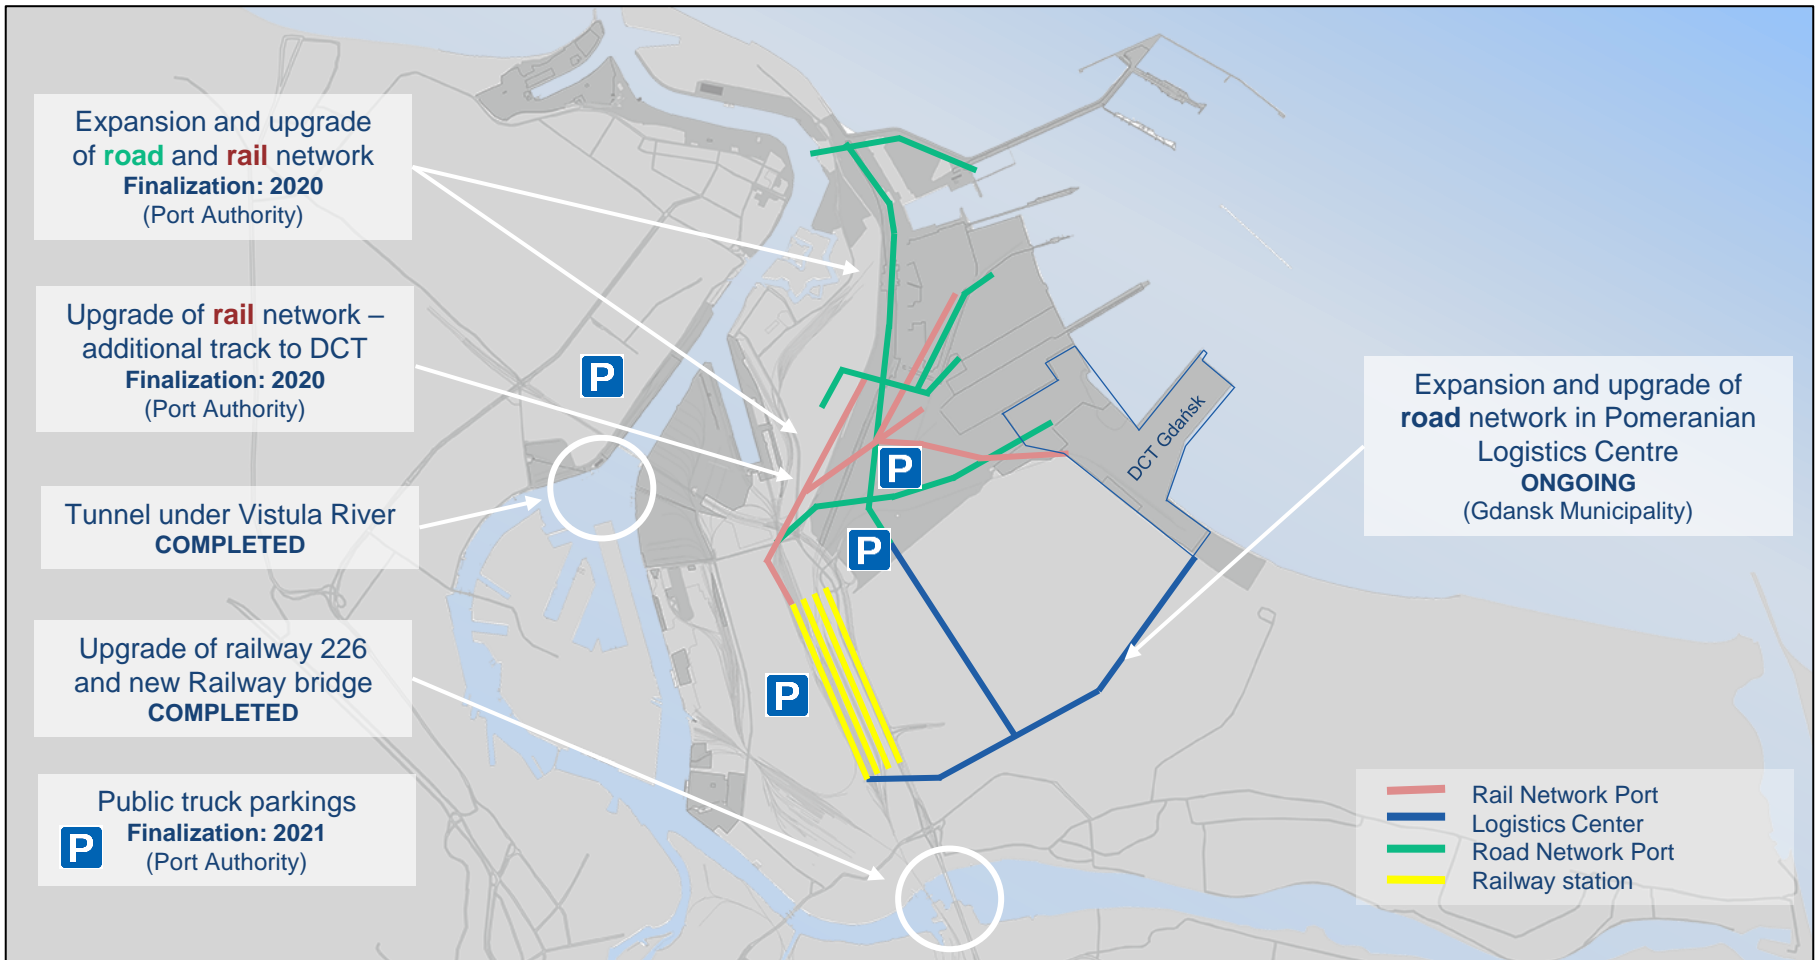 Expansion and upgrade
of road and rail network
Finalization: 2020
(Port Authority)
Upgrade of rail network –
additional track to DCT
Finalization: 2020
(Port Authority)
Tunnel under Vistula River
COMPLETED
Upgrade of railway 226
and new Railway bridge
COMPLETED
Public truck parkings
P
Finalization: 2021
(Port Authority)
P
P
P
P
DCT Gdańsk
Expansion and upgrade of
road network in Pomeranian
Logistics Centre
ONGOING
(Gdansk Municipality)
Rail Network Port
Logistics Center
Road Network Port
Railway station